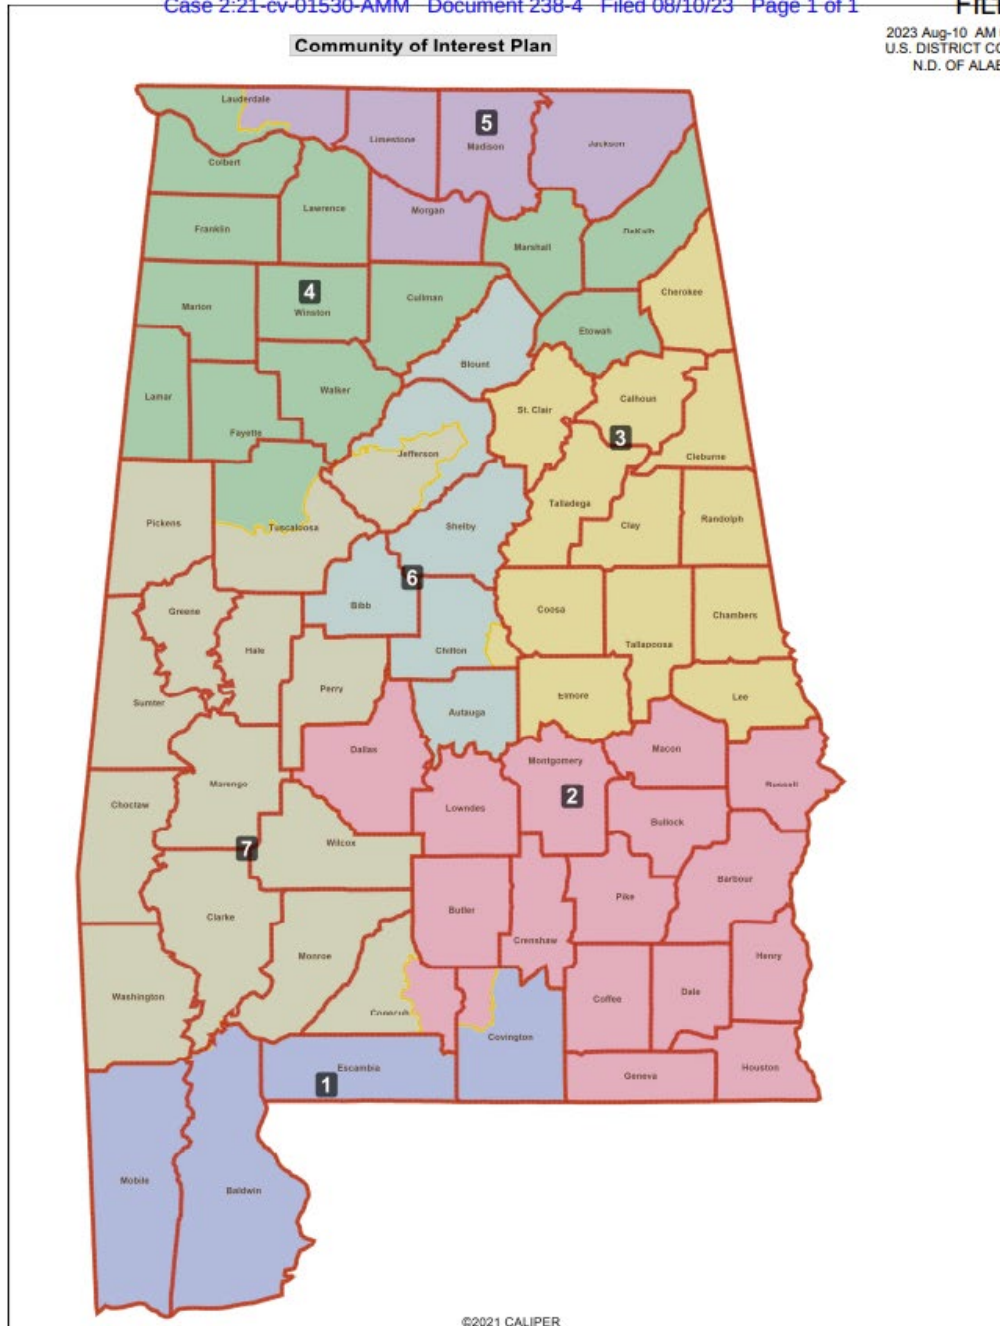 Case 2:21-cv-01530-AMM Document 238-4 Filed 08/10/23 Page 1 of 1
2023 Aug-10 AM
U.S. DISTRICT CO
N.D. OF ALAB
Community of Interest Plan
Lauderdale
Limestone
5
Madison
Jackson
Colbert
Lawrence
Morgan
Franklin
Marshall
DeKalb
4
Winston
Marion
Cullman
Cherokee
Etowah
Blount
Lamar
Walker
Calhoun
St. Clair
Fayette
3
Jefferson
Cleburne
Talladega
Pickens
Tuscaloosa
Shelby
Clay
Randolph
6
Bibb
Greene
Coosa
Chambers
Hale
Chilton
Tallapoosa
Perry
Sumter
Elmore
Lee
Autauga
Dallas
Macon
Montgomery
Marengo
Russell
2
Choctaw
Lowndes
Bullock
Wilcox
7
Barbour
Pike
Butler
Clarke
Crenshaw
Monroe
Henry
Washington
Dale
Coffee
Conecuh
Covington
Escambia
Houston
Geneva
1
Mobile
Baldwin
©2021 CALIPER